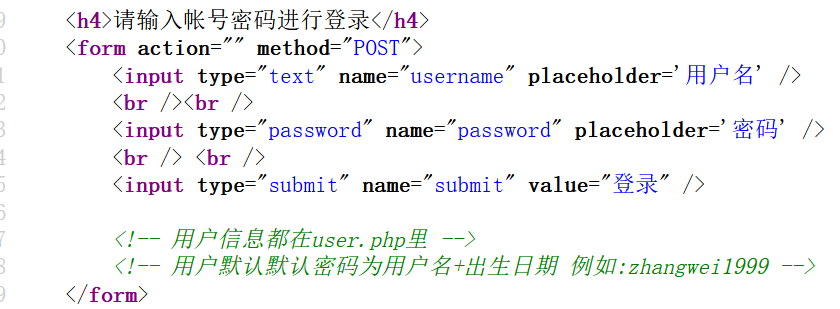 9 <h4>请输入帐号密码进行登录</h4>
0 <form action="" method="POST">
1 <input type="text" name="username" placeholder='用户名' />
2 <br /><br />
3 <input type="password" name="password" placeholder='密码' />
4 <br /> <br />
5 <input type="submit" name="submit" value="登录" />
6
7 <!-- 用户信息都在user.php里 -->
8 <!-- 用户默认默认密码为用户名+出生日期 例如:zhangwei1999 -->
9 </form>